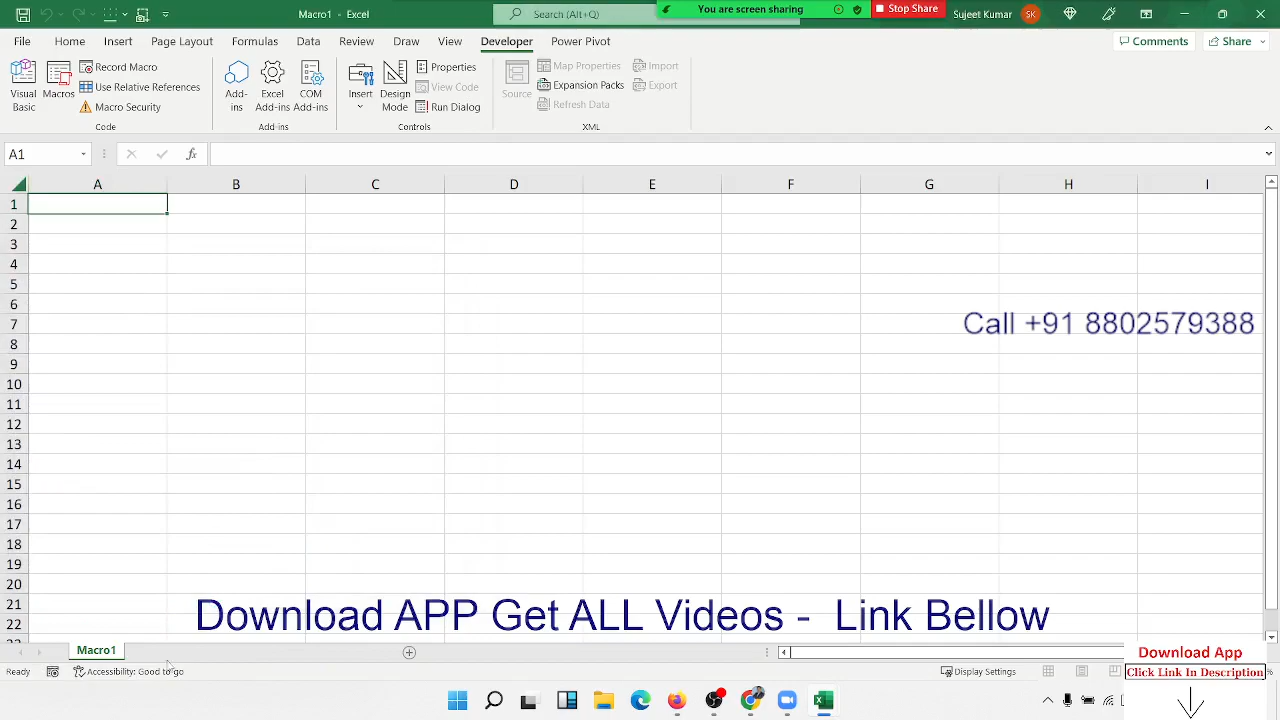 Macro1 - Excel
Search (Alt+Q)
You are screen sharing
Stop Share
Sujeet Kumar
SK
File
Home
Insert
Page Layout
Formulas
Data
Review
Draw
View
Developer
Power Pivot
Comments
Share
Visual Basic
Macros
Record Macro
Use Relative References
Macro Security
Code
Add-ins
Excel Add-ins
COM Add-ins
Add-ins
Insert
Design Mode
Properties
View Code
Run Dialog
Controls
Source
Map Properties
Expansion Packs
Refresh Data
Import
Export
XML
A1
fx
A B C D E F G H I
1
2
3
4
5
6
7
8
9
10
11
12
13
14
15
16
17
18
19
20
21
22
Call +91 8802579388
Download APP Get ALL Videos - Link Bellow
Macro1
Ready
Accessibility: Good to go
Display Settings
%
Download App
Click Link In Description